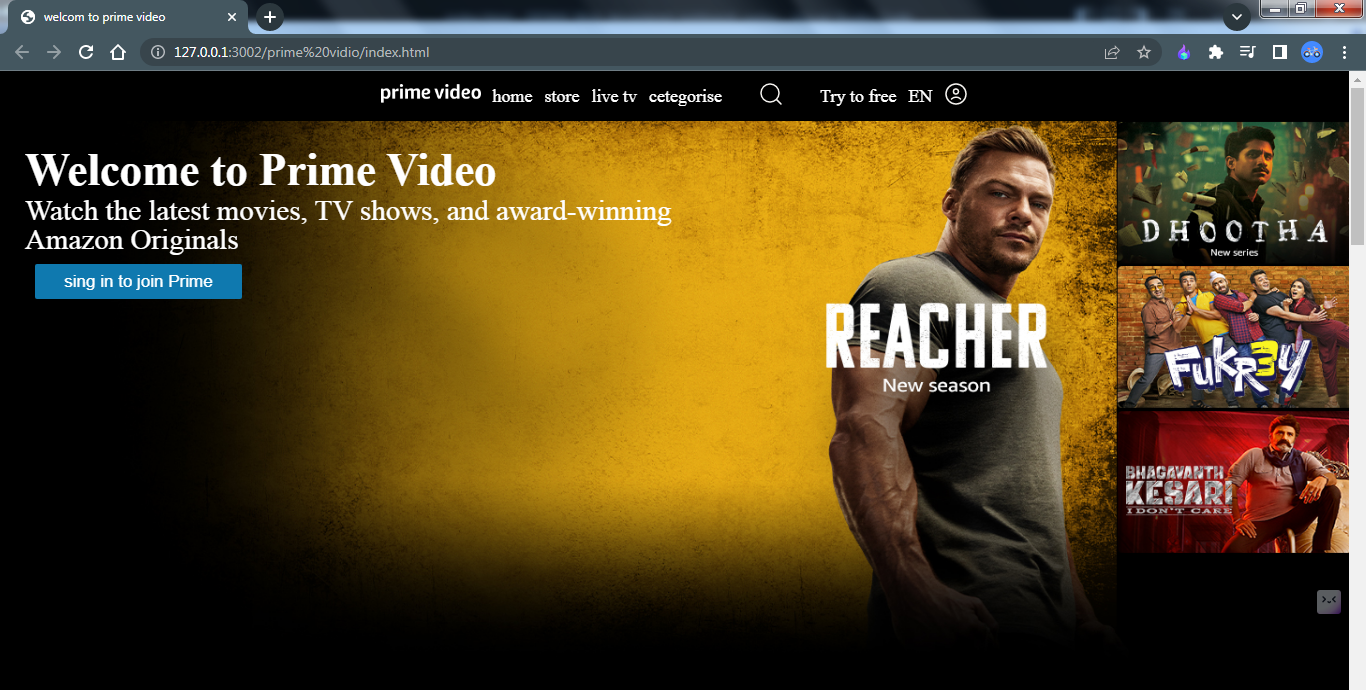 welcom to prime video
127.0.0.1:3002/prime%20vidio/index.html
prime video home store live tv cetegorise Try to free EN
Welcome to Prime Video
Watch the latest movies, TV shows, and award-winning
Amazon Originals
sing in to join Prime
REACHER
New season
DHOOTHA
New series
FUKR3Y
BHAGAVANTH
KESARI
I DON'T CARE